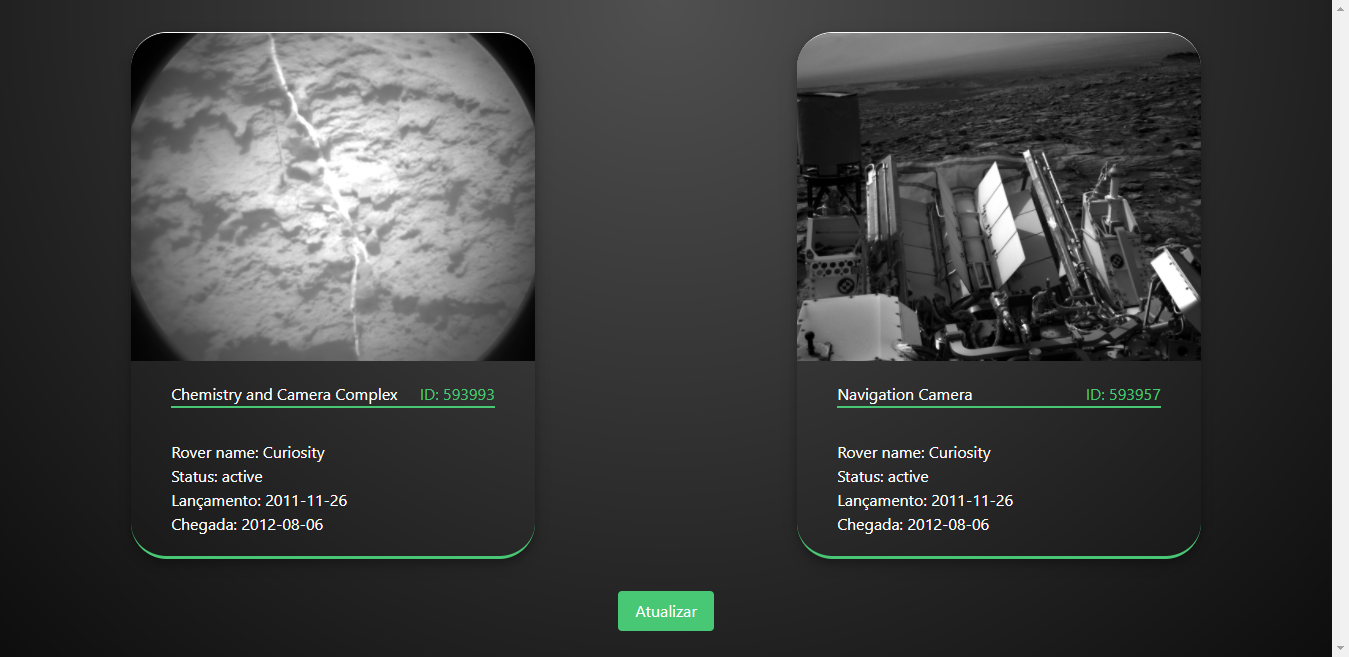 Chemistry and Camera Complex ID: 593993
Rover name: Curiosity
Status: active
Lançamento: 2011-11-26
Chegada: 2012-08-06
Navigation Camera ID: 593957
Rover name: Curiosity
Status: active
Lançamento: 2011-11-26
Chegada: 2012-08-06
Atualizar